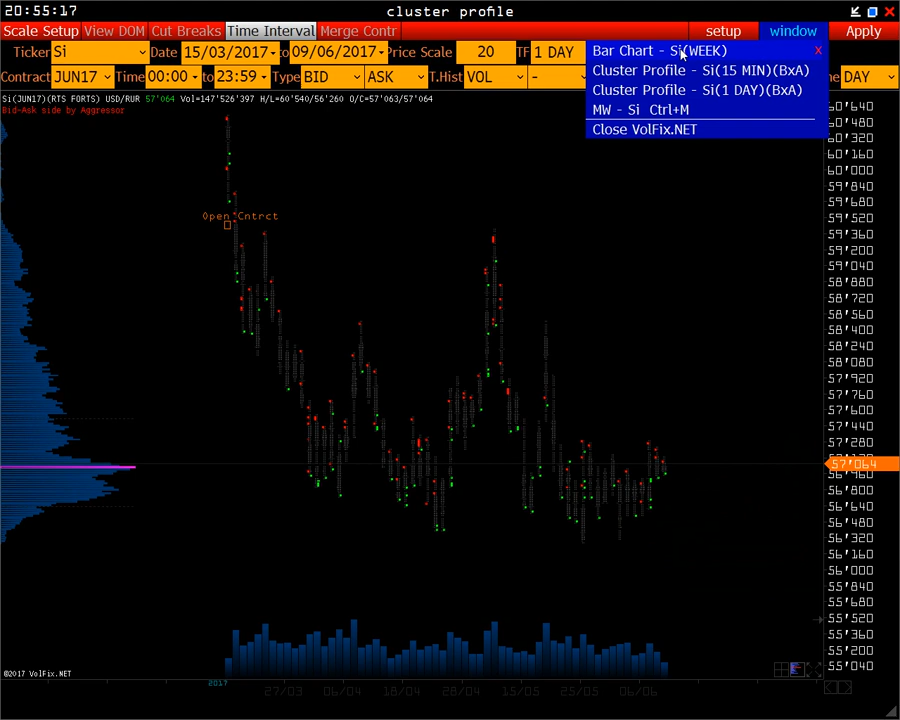 20:55:17
cluster profile
Scale Setup View DOM Cut Breaks Time Interval Merge Contr setup window Apply
Ticker Si Date 15/03/2017 to 09/06/2017 Price Scale 20 TF 1 DAY
Contract JUN17 Time 00:00 to 23:59 Type BID ASK T.Hist VOL - me DAY
Bar Chart - Si(WEEK) x
Cluster Profile - Si(15 MIN)(BxA)
Cluster Profile - Si(1 DAY)(BxA)
MW - Si Ctrl+M
Close VolFix.NET
Si(JUN17)(RTS FORTS) USD/RUR 57'064 Vol=147'526'397 H/L=60'540/56'260 O/C=57'063/57'064
Bid-Ask side by Aggressor
Open Cntrct
60'640
60'480
60'320
60'160
60'000
59'840
59'680
59'520
59'360
59'200
59'040
58'880
58'720
58'560
58'400
58'240
58'080
57'920
57'760
57'600
57'440
57'280
57'064
56'960
56'800
56'640
56'480
56'320
56'160
56'000
55'840
55'680
55'520
55'360
55'200
55'040
©2017 VolFix.NET
2017
27/03 06/04 18/04 28/04 15/05 25/05 06/06